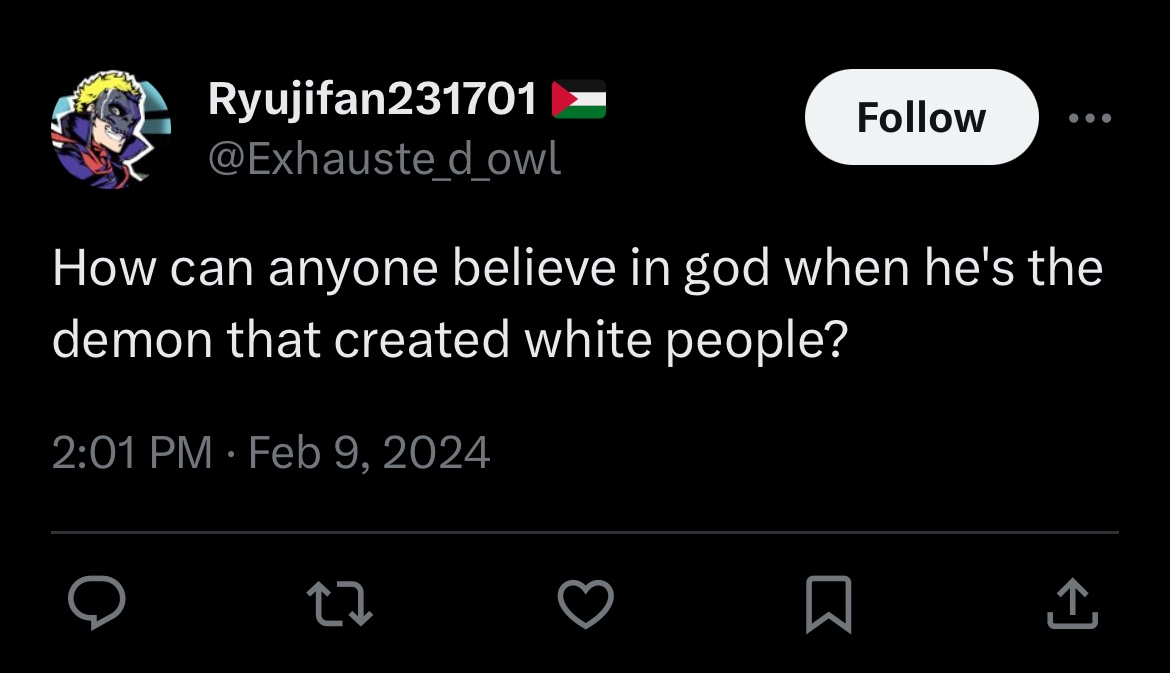 Ryujifan231701 🇵🇸
@Exhauste_d_owl
Follow
How can anyone believe in god when he's the
demon that created white people?
2:01 PM · Feb 9, 2024